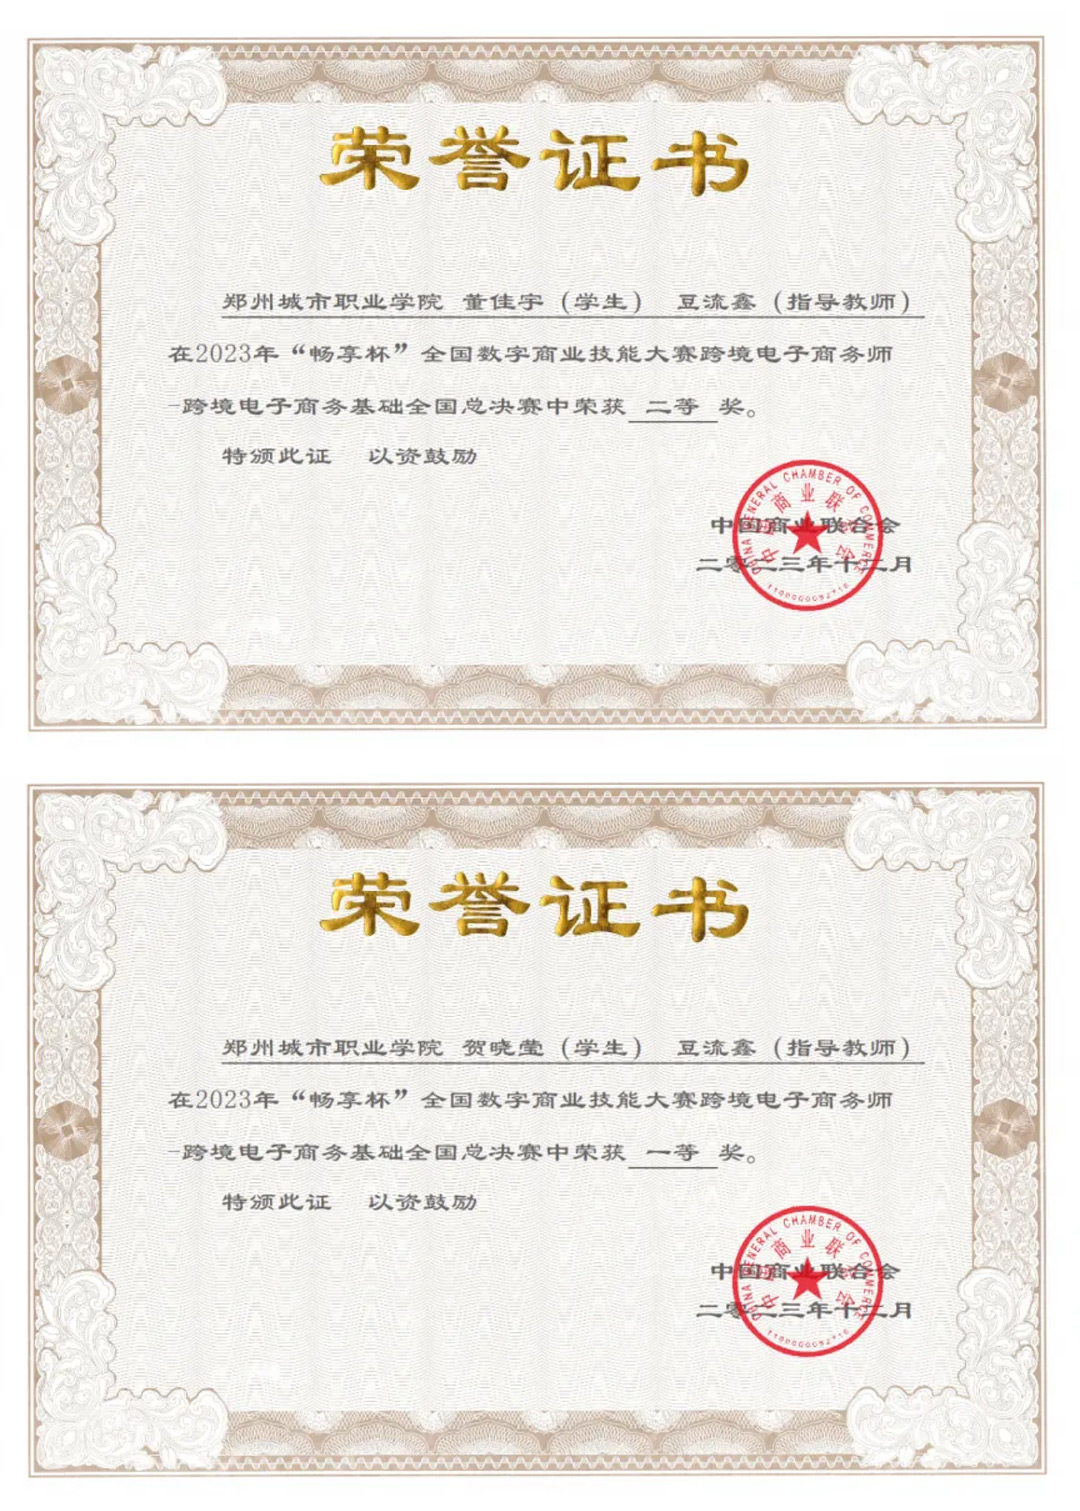 荣誉证书
郑州城市职业学院 董佳宇（学生） 豆流鑫（指导教师）
在2023年“畅享杯”全国数字商业技能大赛跨境电子商务师
-跨境电子商务基础全国总决赛中荣获 二等 奖。
特颁此证 以资鼓励
中国商业联合会
CHINA GENERAL CHAMBER OF COMMERCE
中国商业联合会
二零二三年十二月
荣誉证书
郑州城市职业学院 贺晓莹（学生） 豆流鑫（指导教师）
在2023年“畅享杯”全国数字商业技能大赛跨境电子商务师
-跨境电子商务基础全国总决赛中荣获 一等 奖。
特颁此证 以资鼓励
中国商业联合会
CHINA GENERAL CHAMBER OF COMMERCE
中国商业联合会
二零二三年十二月